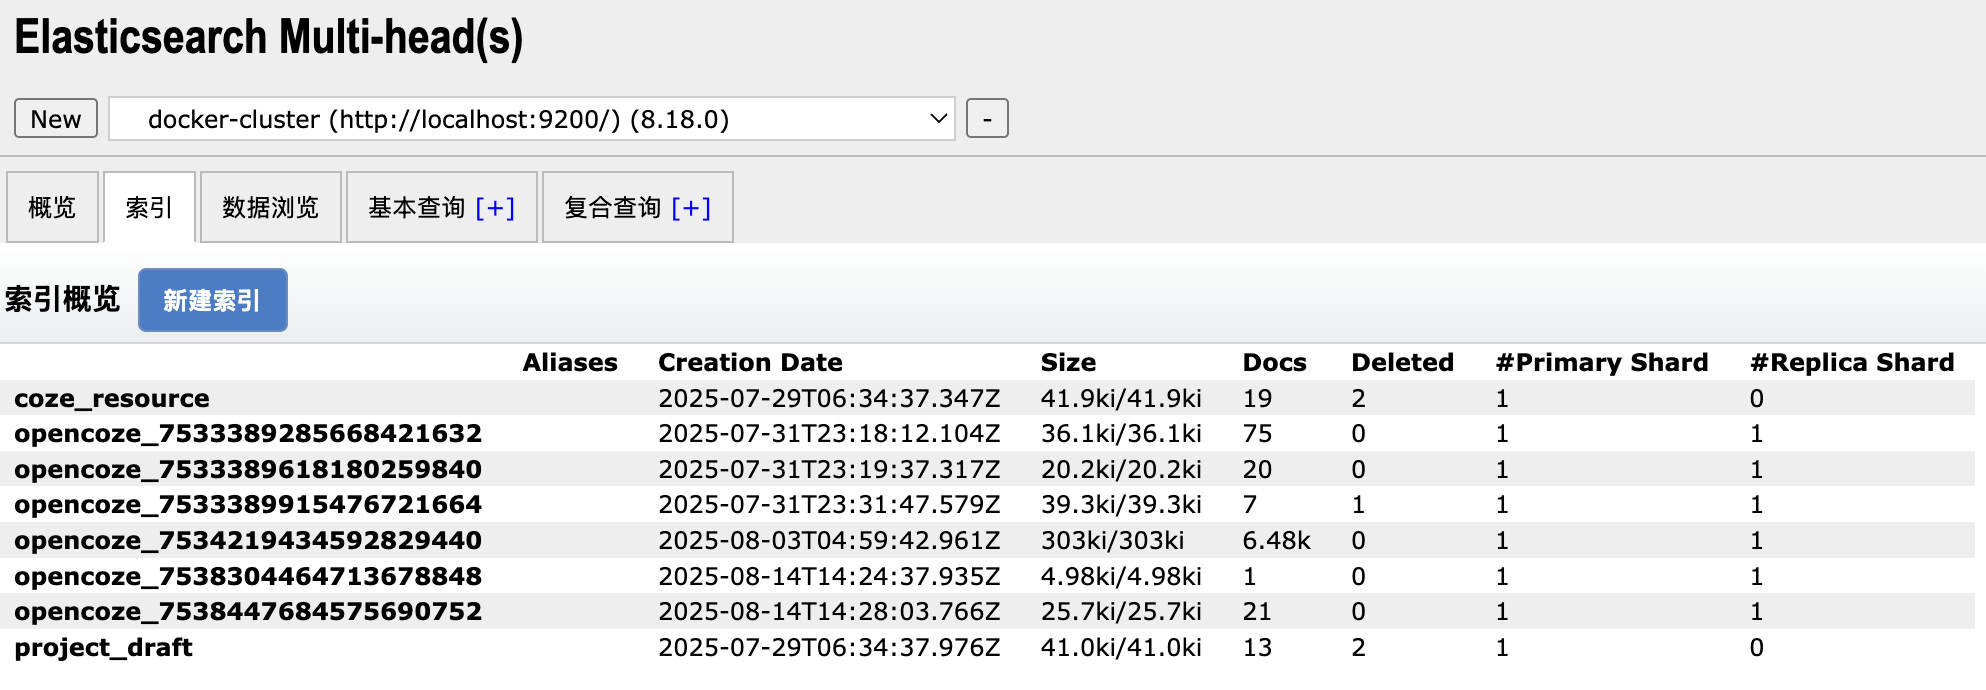 Elasticsearch Multi-head(s)
New docker-cluster (http://localhost:9200/) (8.18.0) -
概览 索引 数据浏览 基本查询 [+] 复合查询 [+]
索引概览 新建索引
Aliases Creation Date Size Docs Deleted #Primary Shard #Replica Shard
coze_resource 2025-07-29T06:34:37.347Z 41.9ki/41.9ki 19 2 1 0
opencoze_7533389285668421632 2025-07-31T23:18:12.104Z 36.1ki/36.1ki 75 0 1 1
opencoze_7533389618180259840 2025-07-31T23:19:37.317Z 20.2ki/20.2ki 20 0 1 1
opencoze_7533389915476721664 2025-07-31T23:31:47.579Z 39.3ki/39.3ki 7 1 1 1
opencoze_7534219434592829440 2025-08-03T04:59:42.961Z 303ki/303ki 6.48k 0 1 1
opencoze_7538304464713678848 2025-08-14T14:24:37.935Z 4.98ki/4.98ki 1 0 1 1
opencoze_7538447684575690752 2025-08-14T14:28:03.766Z 25.7ki/25.7ki 21 0 1 1
project_draft 2025-07-29T06:34:37.976Z 41.0ki/41.0ki 13 2 1 0